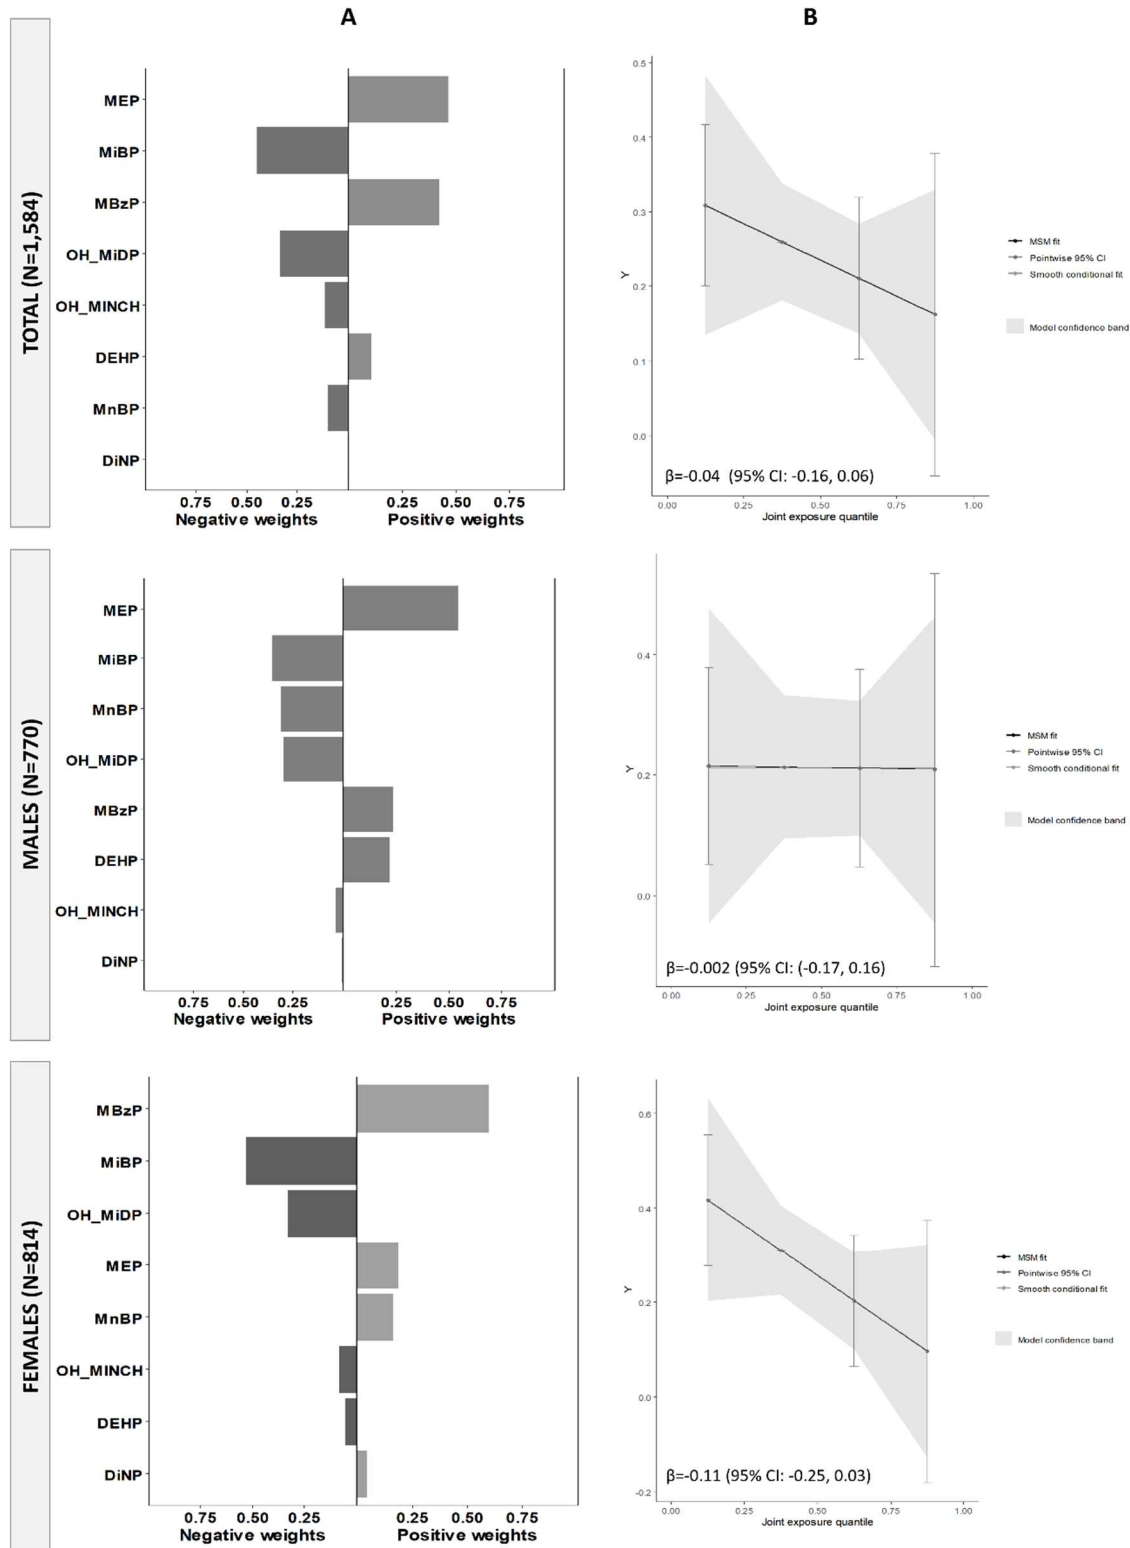 A
B
TOTAL (N=1,584)
MEP
MiBP
MBzP
OH_MiDP
OH_MINCH
DEHP
MnBP
DiNP
0.75 0.50 0.25 0.25 0.50 0.75
Negative weights Positive weights
Y
0.5
0.4
0.3
0.2
0.1
0.0
β=-0.04 (95% CI: -0.16, 0.06)
0.00 0.25 0.50 0.75 1.00
Joint exposure quantile
MSM fit
Pointwise 95% CI
Smooth conditional fit
Model confidence band
MALES (N=770)
MEP
MiBP
MnBP
OH_MiDP
MBzP
DEHP
OH_MINCH
DiNP
0.75 0.50 0.25 0.25 0.50 0.75
Negative weights Positive weights
Y
0.4
0.2
0.0
β=-0.002 (95% CI: (-0.17, 0.16)
0.00 0.25 0.50 0.75 1.00
Joint exposure quantile
MSM fit
Pointwise 95% CI
Smooth conditional fit
Model confidence band
FEMALES (N=814)
MBzP
MiBP
OH_MiDP
MEP
MnBP
OH_MINCH
DEHP
DiNP
0.75 0.50 0.25 0.25 0.50 0.75
Negative weights Positive weights
Y
0.6
0.4
0.2
0.0
-0.2
β=-0.11 (95% CI: -0.25, 0.03)
0.00 0.25 0.50 0.75 1.00
Joint exposure quantile
MSM fit
Pointwise 95% CI
Smooth conditional fit
Model confidence band